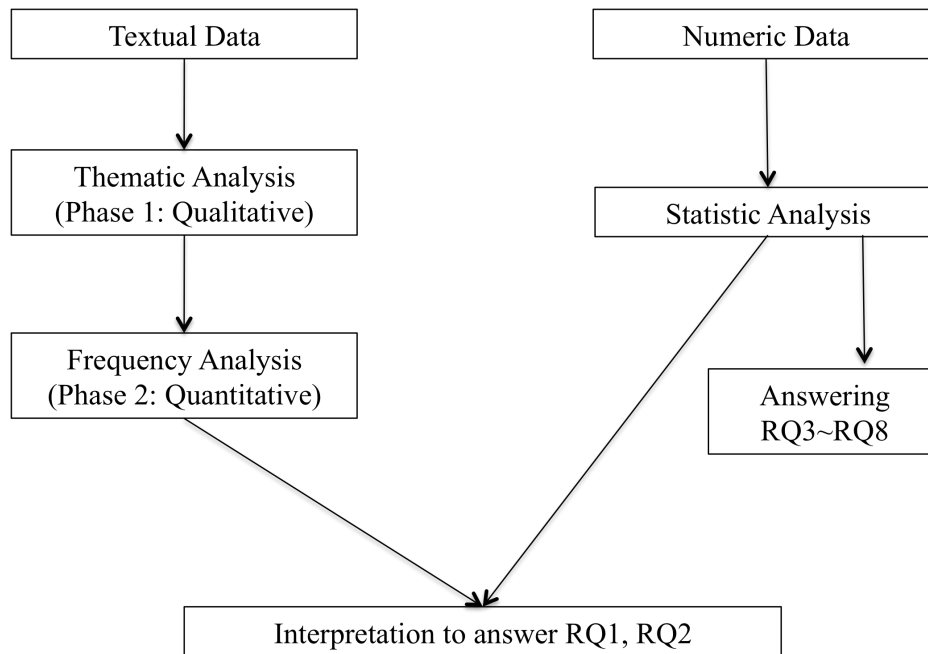 Textual Data
Numeric Data
Thematic Analysis
(Phase 1: Qualitative)
Statistic Analysis
Frequency Analysis
(Phase 2: Quantitative)
Answering
RQ3~RQ8
Interpretation to answer RQ1, RQ2